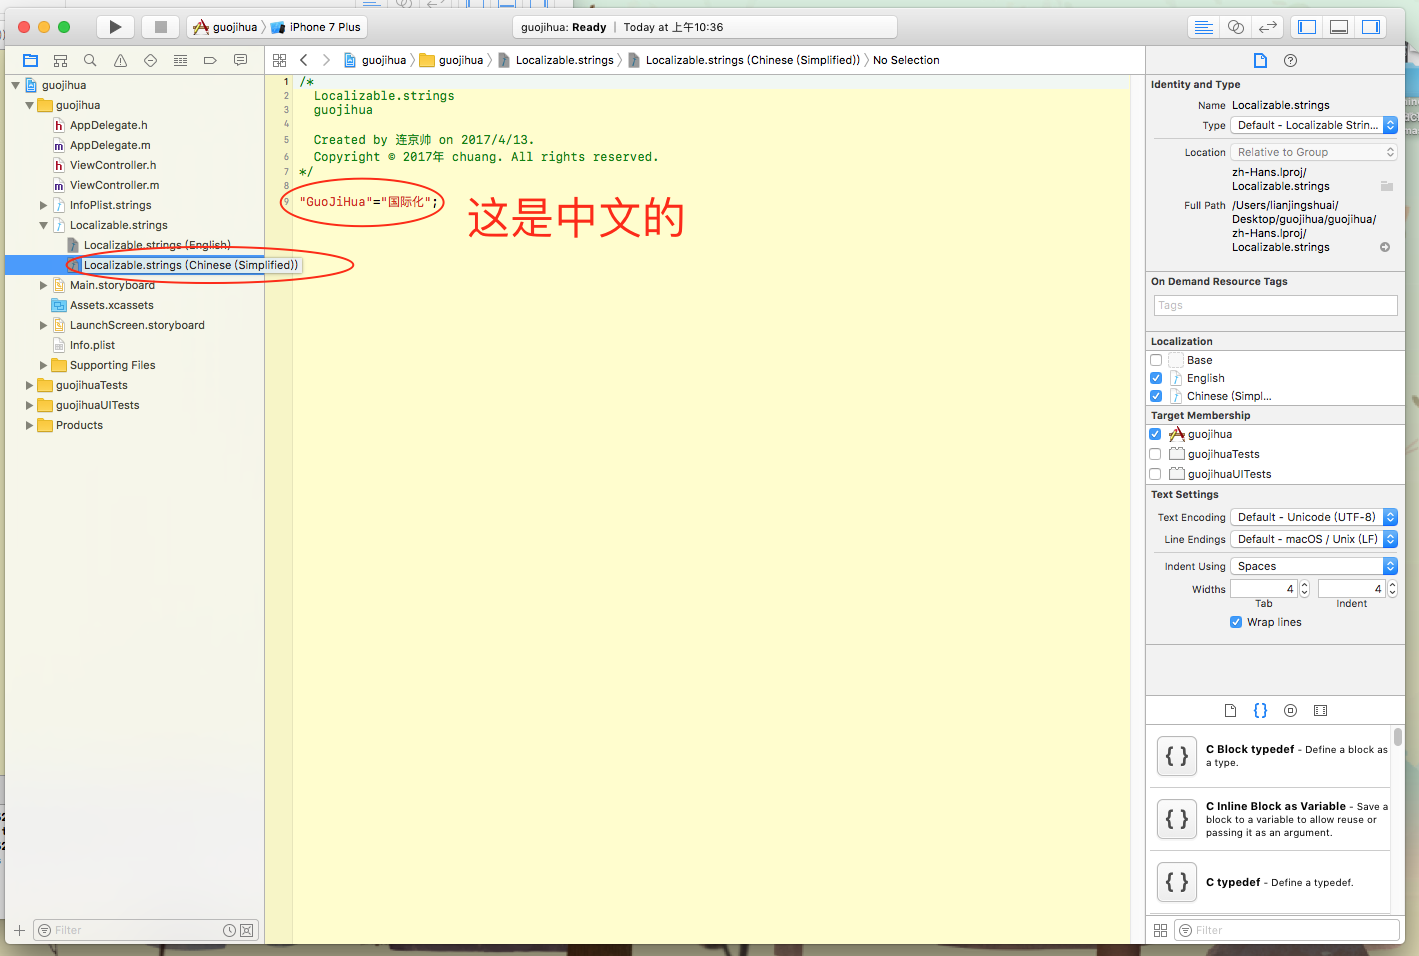 guojihua
iPhone 7 Plus
guojihua: Ready
Today at 上午10:36
guojihua
guojihua
Localizable.strings
Localizable.strings (Chinese (Simplified))
No Selection
guojihua
guojihua
AppDelegate.h
AppDelegate.m
ViewController.h
ViewController.m
InfoPlist.strings
Localizable.strings
Localizable.strings (English)
Localizable.strings (Chinese (Simplified))
Main.storyboard
Assets.xcassets
LaunchScreen.storyboard
Info.plist
Supporting Files
guojihuaTests
guojihuaUITests
Products
Filter
1 /*
2 Localizable.strings
3 guojihua
4
5 Created by 连京帅 on 2017/4/13.
6 Copyright © 2017年 chuang. All rights reserved.
7 */
8
9 "GuoJiHua"="国际化";
这是中文的
Identity and Type
Name Localizable.strings
Type Default - Localizable Strin...
Location Relative to Group
zh-Hans.lproj/
Localizable.strings
Full Path /Users/lianjingshuai/
Desktop/guojihua/guojihua/
zh-Hans.lproj/
Localizable.strings
On Demand Resource Tags
Tags
Localization
Base
English
Chinese (Simpl...
Target Membership
guojihua
guojihuaTests
guojihuaUITests
Text Settings
Text Encoding Default - Unicode (UTF-8)
Line Endings Default - macOS / Unix (LF)
Indent Using Spaces
Widths 4 4
Tab Indent
Wrap lines
{ } C Block typedef - Define a block as
a type.
{ } C Inline Block as Variable - Save a
block to a variable to allow reuse or
passing it as an argument.
{ } C typedef - Define a typedef.
Filter